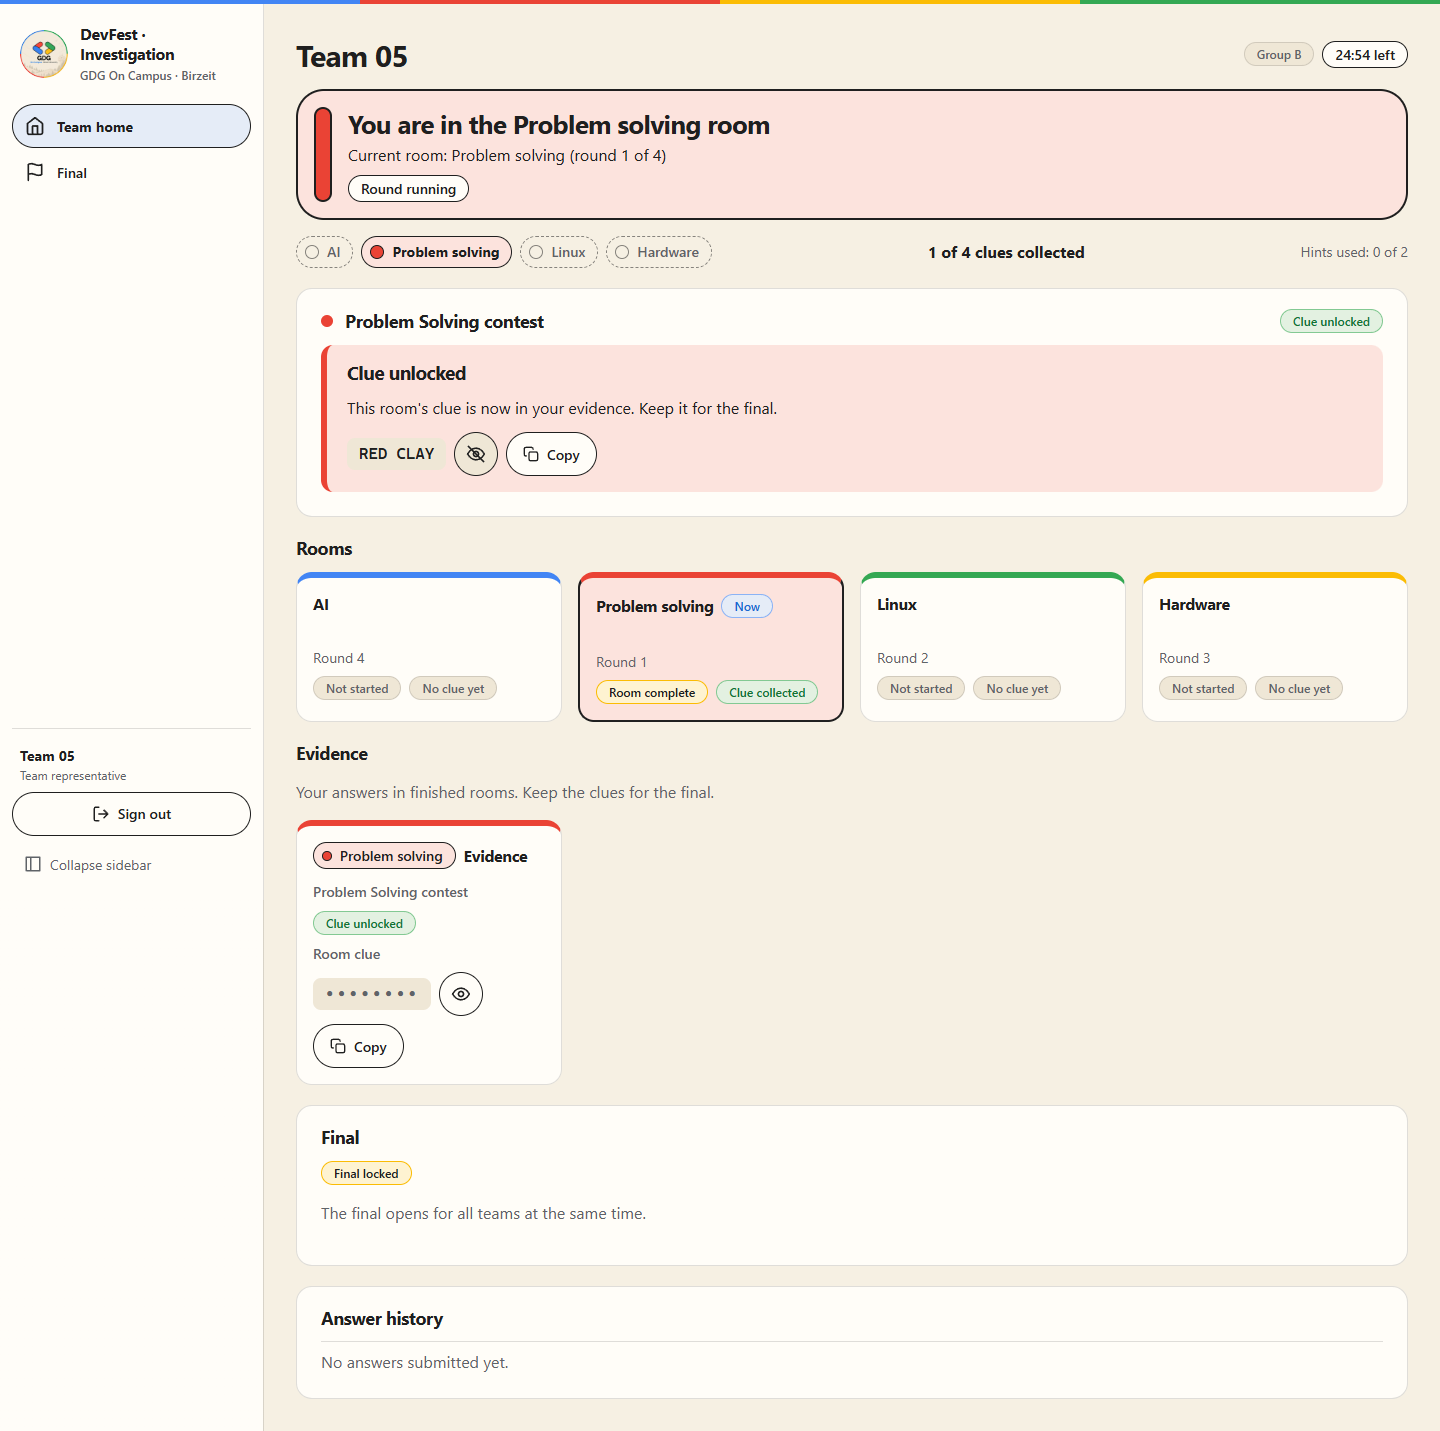 DevFest ·
Investigation
GDG On Campus · Birzeit
GDG
Team home
Final
Team 05
Team representative
Sign out
Collapse sidebar
Team 05
Group B
24:54 left
You are in the Problem solving room
Current room: Problem solving (round 1 of 4)
Round running
AI
Problem solving
Linux
Hardware
1 of 4 clues collected
Hints used: 0 of 2
Problem Solving contest
Clue unlocked
Clue unlocked
This room's clue is now in your evidence. Keep it for the final.
RED CLAY
Copy
Rooms
AI
Round 4
Not started
No clue yet
Problem solving
Now
Round 1
Room complete
Clue collected
Linux
Round 2
Not started
No clue yet
Hardware
Round 3
Not started
No clue yet
Evidence
Your answers in finished rooms. Keep the clues for the final.
Problem solving
Evidence
Problem Solving contest
Clue unlocked
Room clue
••••••••
Copy
Final
Final locked
The final opens for all teams at the same time.
Answer history
No answers submitted yet.